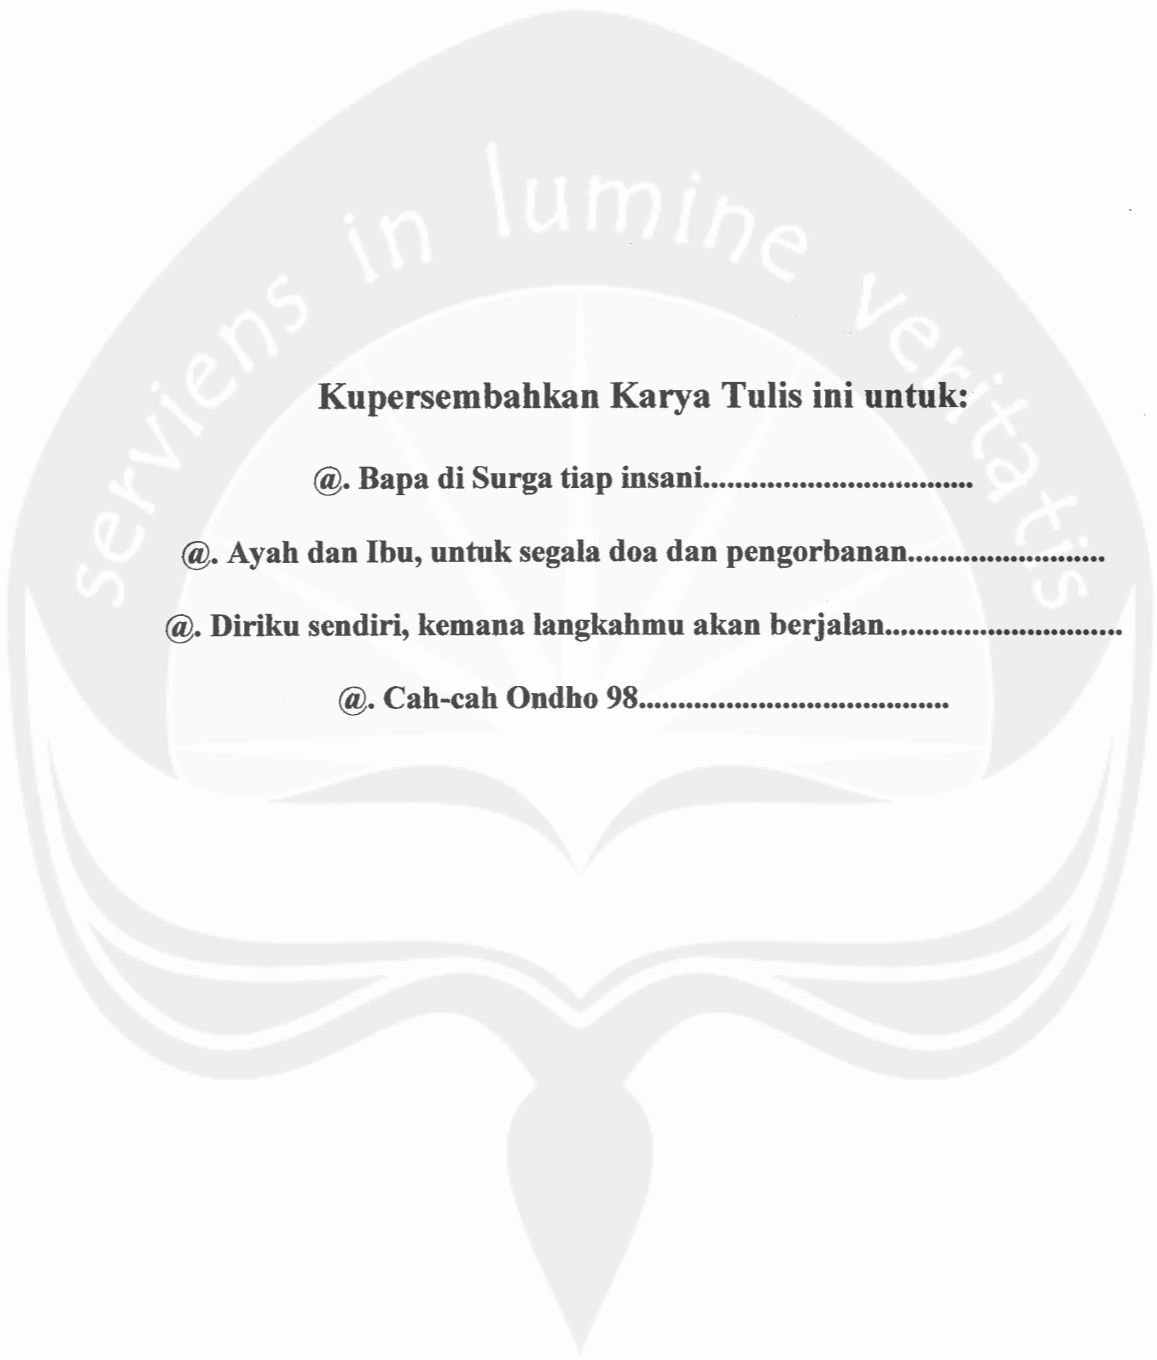 serviens in lumine veritatis
Kupersembahkan Karya Tulis ini untuk:
@. Bapa di Surga tiap insani..................................
@. Ayah dan Ibu, untuk segala doa dan pengorbanan.........................
@. Diriku sendiri, kemana langkahmu akan berjalan..............................
@. Cah-cah Ondho 98.......................................